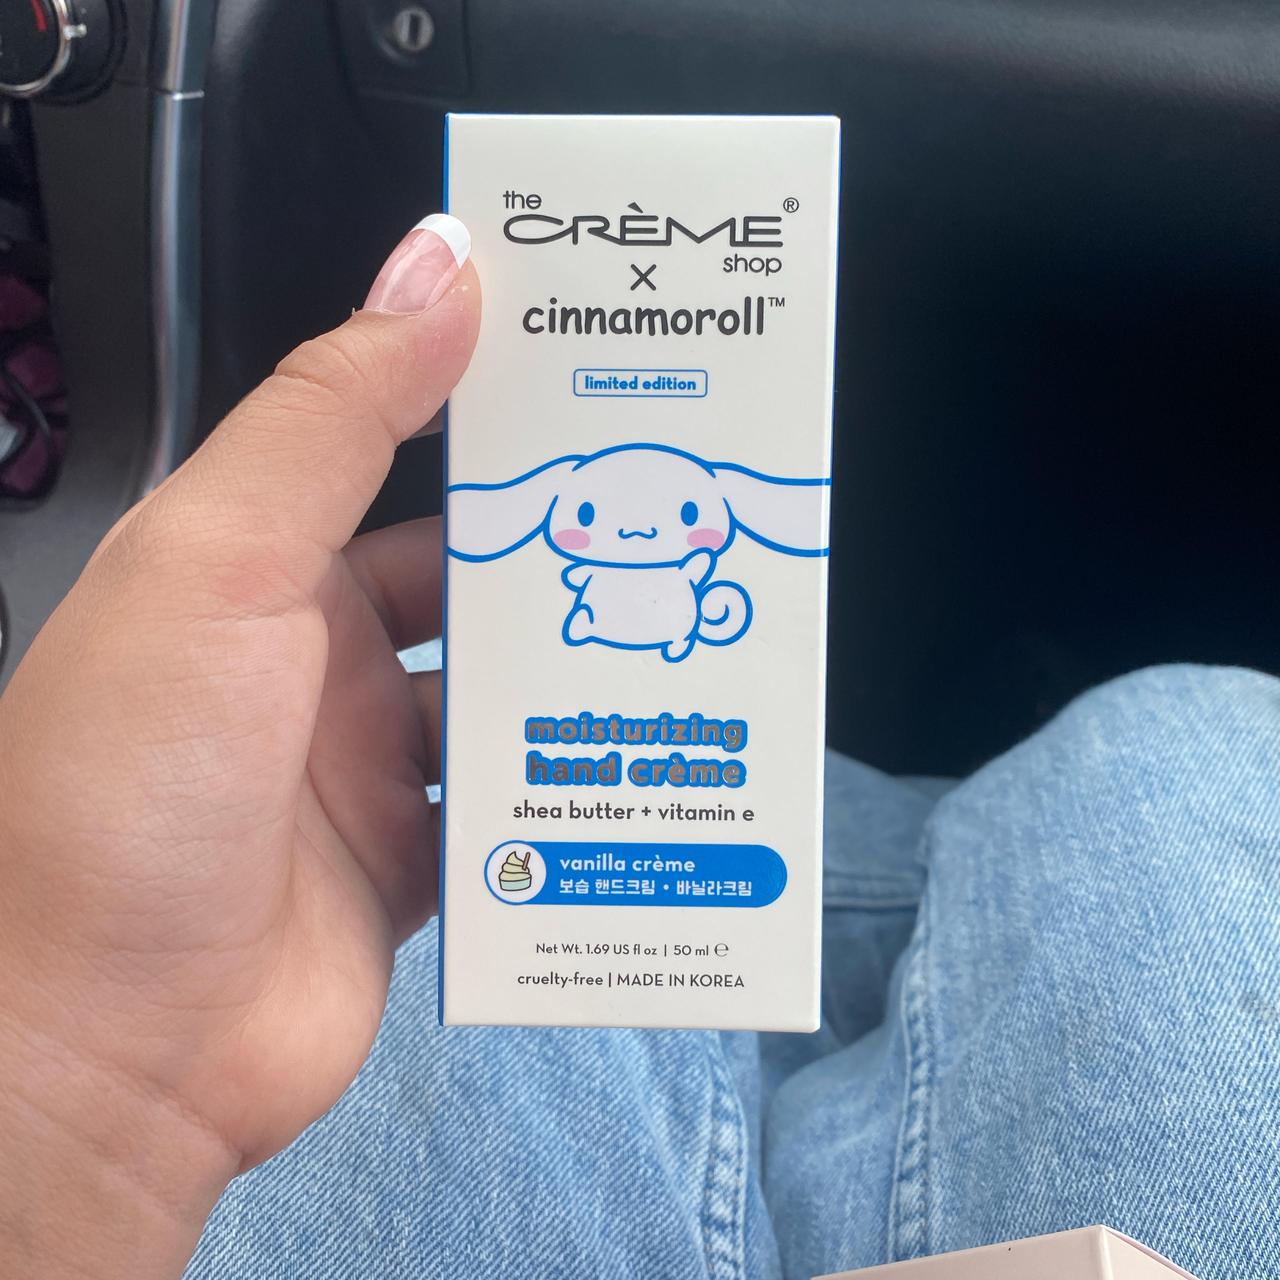 the
CRÈME®
shop
x
cinnamoroll™
limited edition
moisturizing
hand crème
shea butter + vitamin e
vanilla crème
보습 핸드크림 • 바닐라크림
Net Wt. 1.69 US fl oz | 50 ml ℮
cruelty-free | MADE IN KOREA